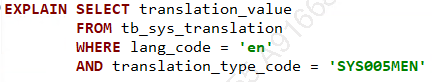 EXPLAIN SELECT translation_value
FROM tb_sys_translation
WHERE lang_code = 'en'
AND translation_type_code = 'SYS005MEN'